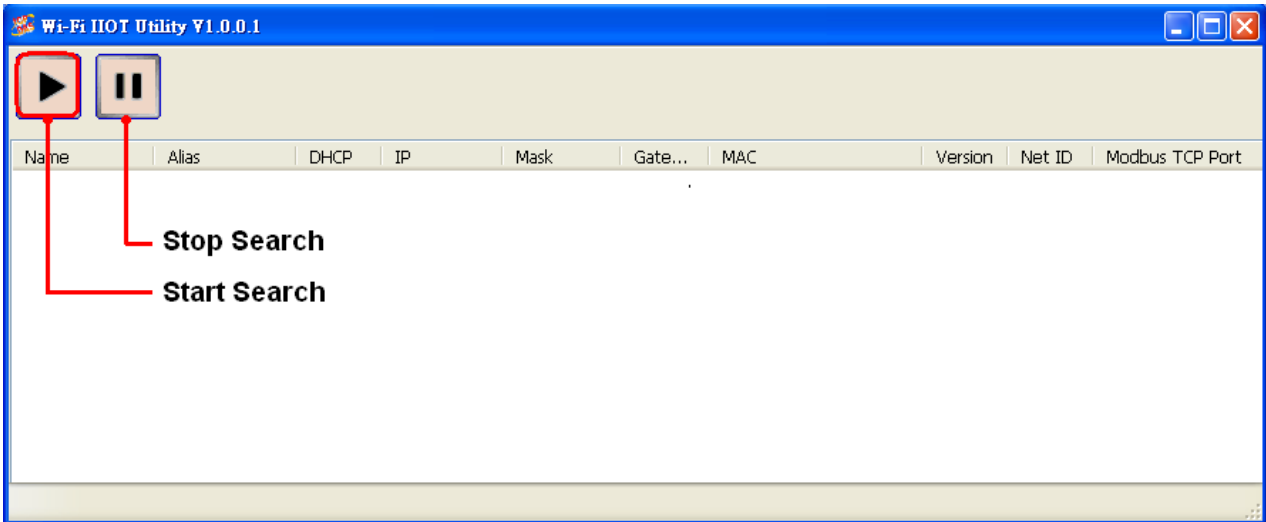 Wi-Fi IIOT Utility V1.0.0.1
Name Alias DHCP IP Mask Gate... MAC Version Net ID Modbus TCP Port
Stop Search
Start Search